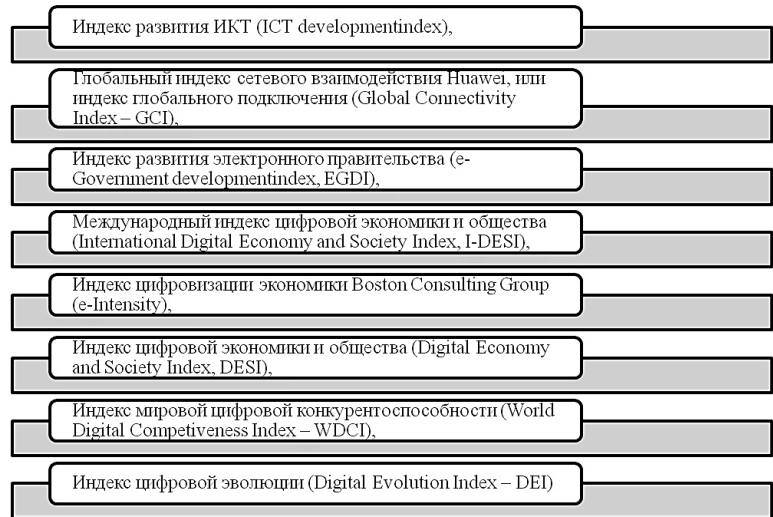 Индекс развития ИКТ (ICT developmentindex),
Глобальный индекс сетевого взаимодействия Huawei, или
индекс глобального подключения (Global Connectivity
Index – GCI),
Индекс развития электронного правительства (e-
Government developmentindex, EGDI),
Международный индекс цифровой экономики и общества
(International Digital Economy and Society Index, I-DESI),
Индекс цифровизации экономики Boston Consulting Group
(e-Intensity),
Индекс цифровой экономики и общества (Digital Economy
and Society Index, DESI),
Индекс мировой цифровой конкурентоспособности (World
Digital Competiveness Index – WDCI),
Индекс цифровой эволюции (Digital Evolution Index – DEI)